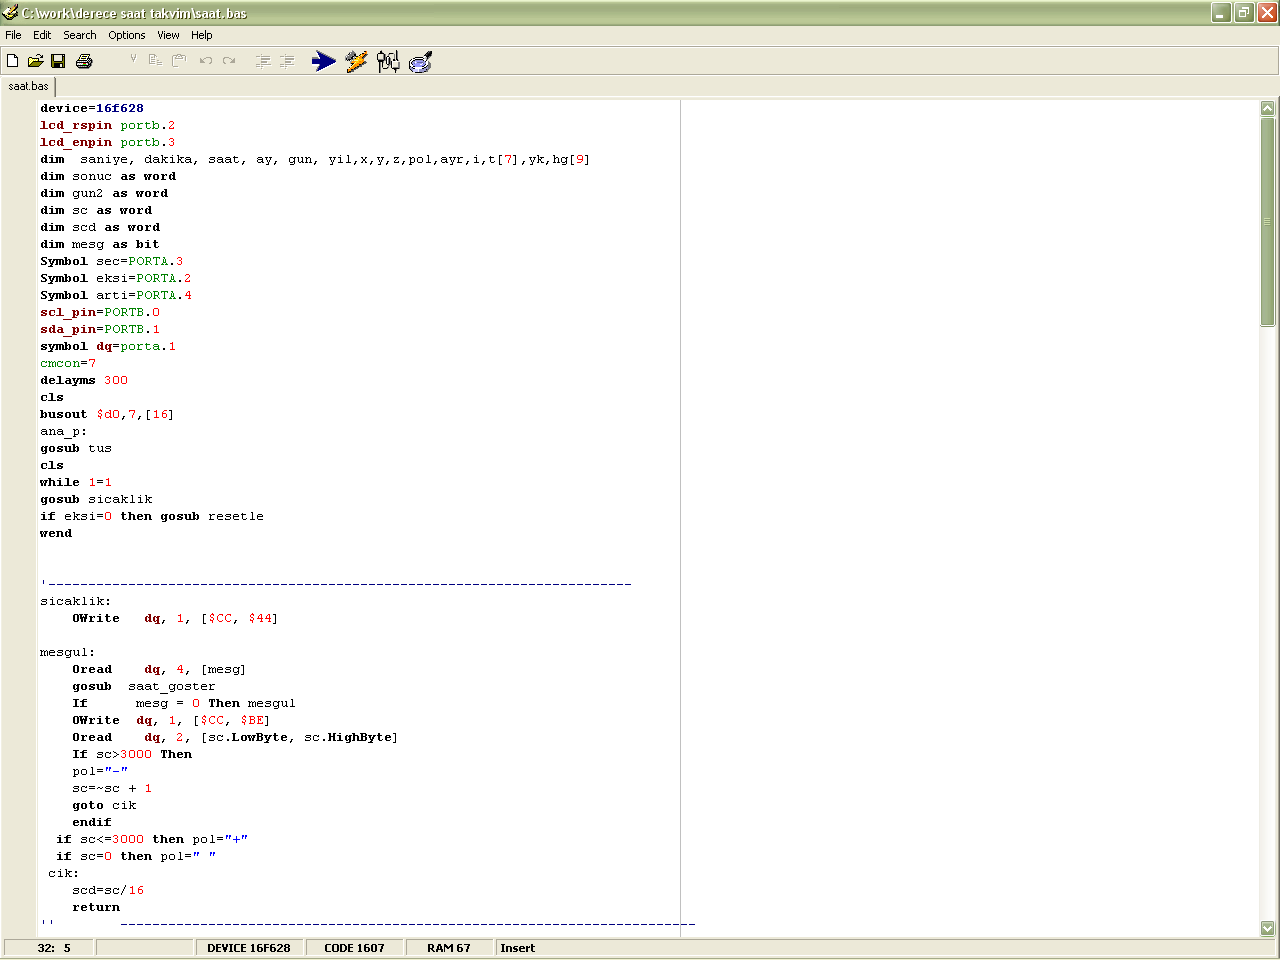 C:\work\derece saat takvim\saat.bas
File Edit Search Options View Help
saat.bas
device=16f628
lcd_rspin portb.2
lcd_enpin portb.3
dim  saniye, dakika, saat, ay, gun, yil,x,y,z,pol,ayr,i,t[7],yk,hg[9]
dim sonuc as word
dim gun2 as word
dim sc as word
dim scd as word
dim mesg as bit
Symbol sec=PORTA.3
Symbol eksi=PORTA.2
Symbol arti=PORTA.4
scl_pin=PORTB.0
sda_pin=PORTB.1
symbol dq=porta.1
cmcon=7
delayms 300
cls
busout $d0,7,[16]
ana_p:
gosub tus
cls
while 1=1
gosub sicaklik
if eksi=0 then gosub resetle
wend
'-------------------------------------------------------------------------
sicaklik:
    OWrite   dq, 1, [$CC, $44]
mesgul:
    Oread    dq, 4, [mesg]
    gosub  saat_goster
    If      mesg = 0 Then mesgul
    OWrite  dq, 1, [$CC, $BE]
    Oread    dq, 2, [sc.LowByte, sc.HighByte]
    If sc>3000 Then
    pol="-"
    sc=~sc + 1
    goto cik
    endif
  if sc<=3000 then pol="+"
  if sc=0 then pol=" "
 cik:
    scd=sc/16
    return
''        ------------------------------------------------------------------------
32: 5 DEVICE 16F628 CODE 1607 RAM 67 Insert